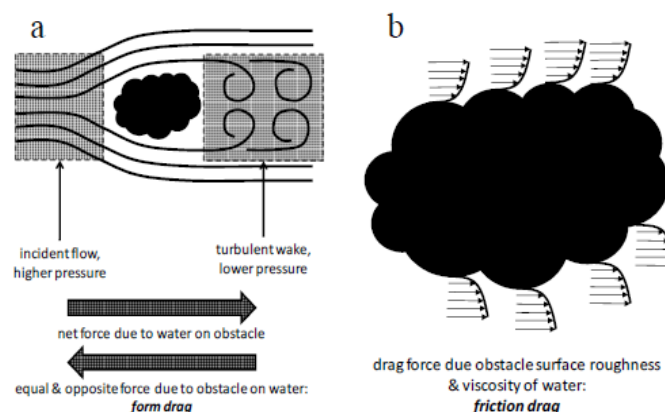 a
incident flow,
higher pressure
turbulent wake,
lower pressure
net force due to water on obstacle
equal & opposite force due to obstacle on water:
form drag
b
drag force due obstacle surface roughness
& viscosity of water:
friction drag